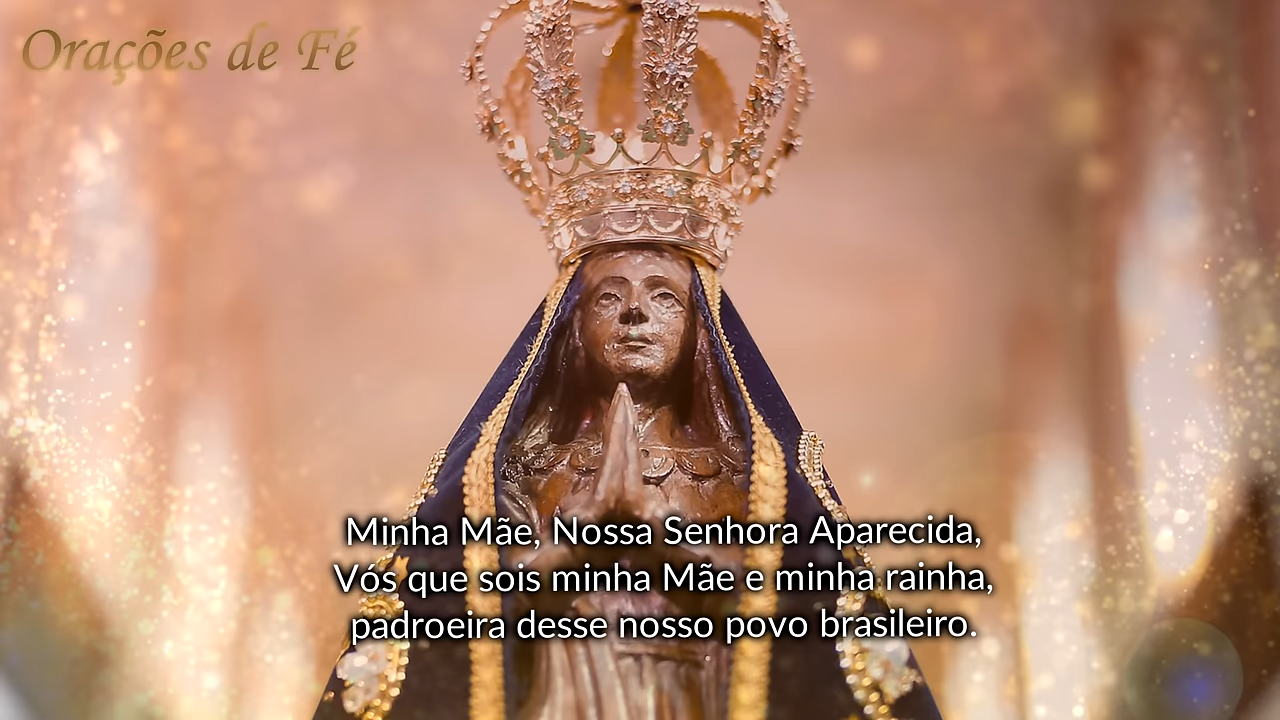 Orações de Fé
Minha Mãe, Nossa Senhora Aparecida,
Vós que sois minha Mãe e minha rainha,
padroeira desse nosso povo brasileiro.